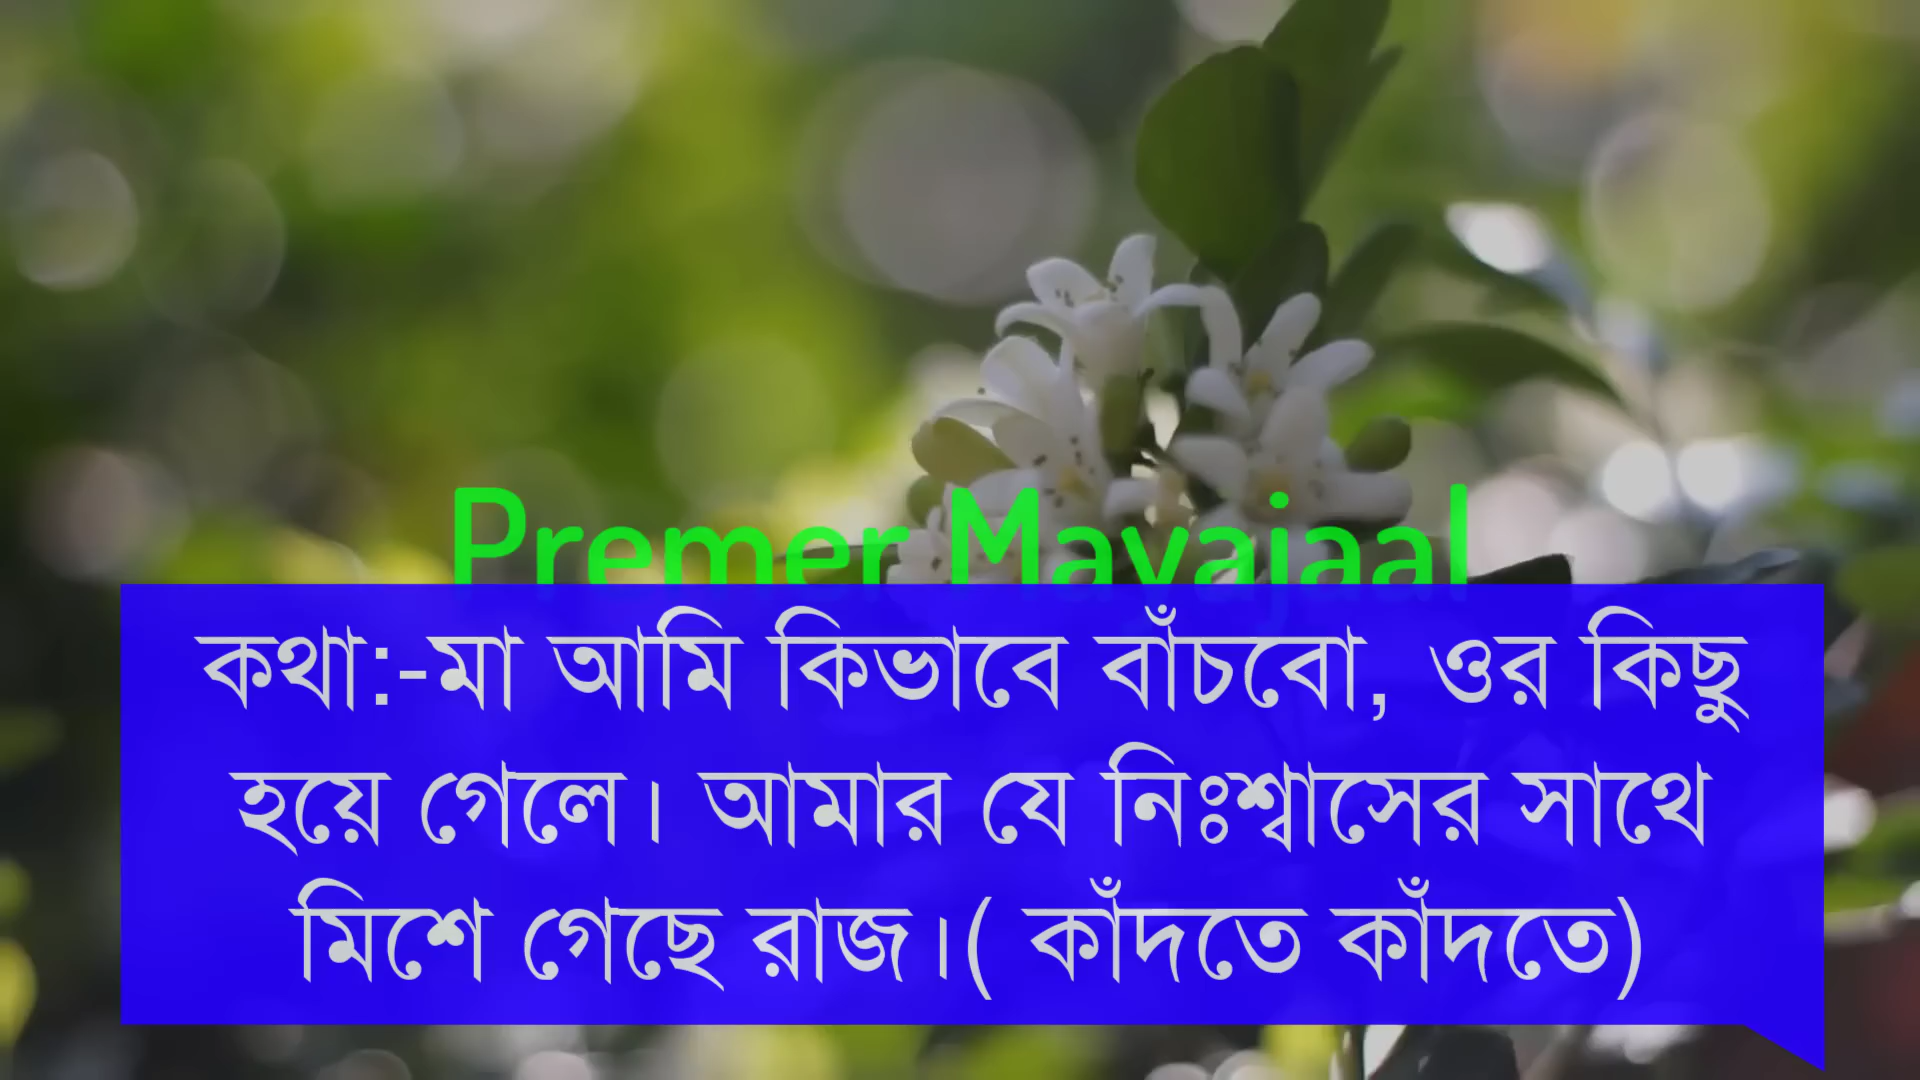 Premer Mayajaal
কথা:-মা আমি কিভাবে বাঁচবো, ওর কিছু
হয়ে গেলে। আমার যে নিঃশ্বাসের সাথে
মিশে গেছে রাজ।( কাঁদতে কাঁদতে)